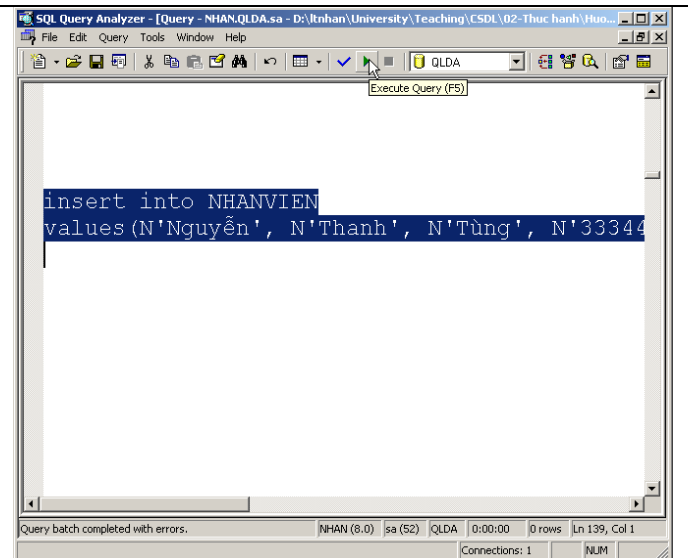 SQL Query Analyzer - [Query - NHAN.QLDA.sa - D:\ltnhan\University\Teaching\CSDL\02-Thuc hanh\Huo...
File Edit Query Tools Window Help
QLDA
Execute Query (F5)
insert into NHANVIEN
values(N'Nguyễn', N'Thanh', N'Tùng', N'33344
Query batch completed with errors. NHAN (8.0) sa (52) QLDA 0:00:00 0 rows Ln 139, Col 1
Connections: 1 NUM